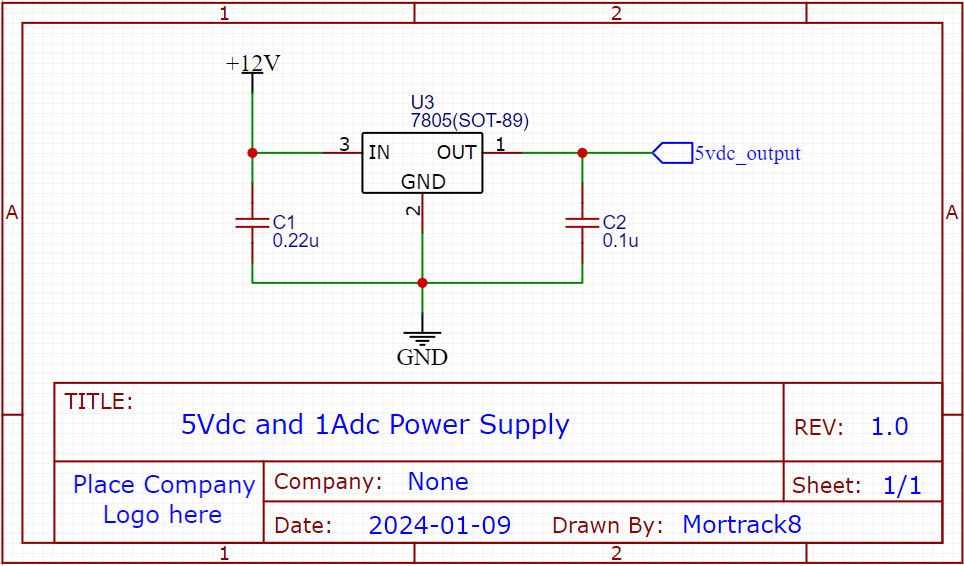 1 2
+12V
U3
7805(SOT-89)
3 IN OUT 1
5vdc_output
GND
2
A A
C1
0.22u
C2
0.1u
GND
TITLE:
5Vdc and 1Adc Power Supply
REV: 1.0
Place Company
Logo here
Company: None
Sheet: 1/1
Date: 2024-01-09 Drawn By: Mortrack8
1 2